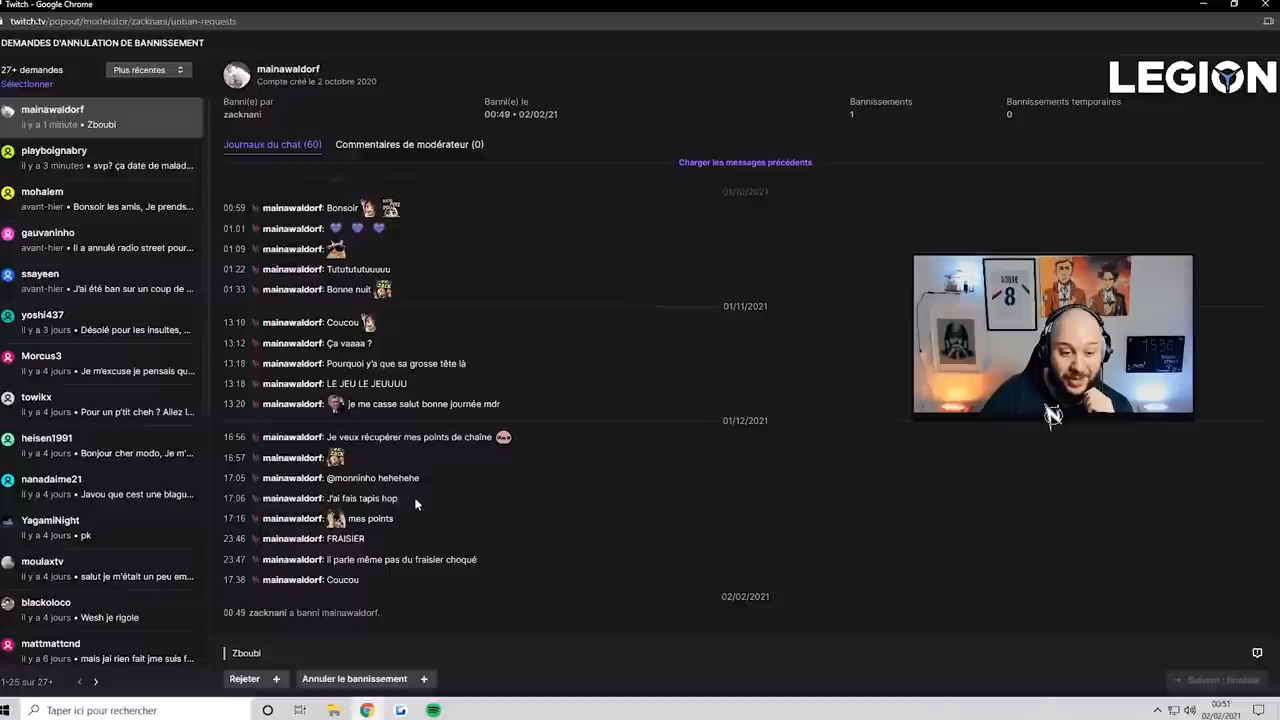 Twitch - Google Chrome
twitch.tv/popout/moderator/zacknani/unban-requests
DEMANDES D'ANNULATION DE BANNISSEMENT
27+ demandes
Plus récentes
Sélectionner
mainawaldorf
il y a 1 minute • Zboubi
playboignabry
il y a 3 minutes • svp? ça date de malad...
mohalem
avant-hier • Bonsoir les amis, Je prends...
gauvaninho
avant-hier • Il a annulé radio street pour...
ssayeen
avant-hier • J'ai été ban sur un coup de ...
yoshi437
il y a 3 jours • Désolé pour les insultes, ...
Morcus3
il y a 4 jours • Je m'excuse je pensais qu...
towikx
il y a 4 jours • Pour un p'tit cheh ? Allez l...
heisen1991
il y a 4 jours • Bonjour cher modo, Je m'...
nanadaime21
il y a 4 jours • Javou que cest une blagu...
YagamiNight
il y a 4 jours • pk
moulaxtv
il y a 4 jours • salut je m'était un peu em...
blackoloco
il y a 4 jours • Wesh je rigole
mattmattcnd
il y a 6 jours • mais jai rien fait jme suis f...
1-25 sur 27+
mainawaldorf
Compte créé le 2 octobre 2020
Banni(e) par
zacknani
Banni(e) le
00:49 • 02/02/21
Bannissements
1
Bannissements temporaires
0
Journaux du chat (60)
Commentaires de modérateur (0)
Charger les messages précédents
01/10/2021
00:59 mainawaldorf: Bonsoir
01:01 mainawaldorf:
01:09 mainawaldorf:
01:22 mainawaldorf: Tutututututuuuu
01:33 mainawaldorf: Bonne nuit
01/11/2021
13:10 mainawaldorf: Coucou
13:12 mainawaldorf: Ça vaaaa ?
13:18 mainawaldorf: Pourquoi y'a que sa grosse tête là
13:18 mainawaldorf: LE JEU LE JEUUUU
13:20 mainawaldorf: je me casse salut bonne journée mdr
01/12/2021
16:56 mainawaldorf: Je veux récupérer mes points de chaîne
16:57 mainawaldorf:
17:05 mainawaldorf: @monninho hehehehe
17:06 mainawaldorf: J'ai fais tapis hop
17:16 mainawaldorf: mes points
23:46 mainawaldorf: FRAISIER
23:47 mainawaldorf: Il parle même pas du fraisier choqué
17:38 mainawaldorf: Coucou
02/02/2021
00:49 zacknani a banni mainawaldorf.
Zboubi
Rejeter +
Annuler le bannissement +
Suivant : finaliser
LEGION
8
1536
Taper ici pour rechercher
00:51
02/02/2021